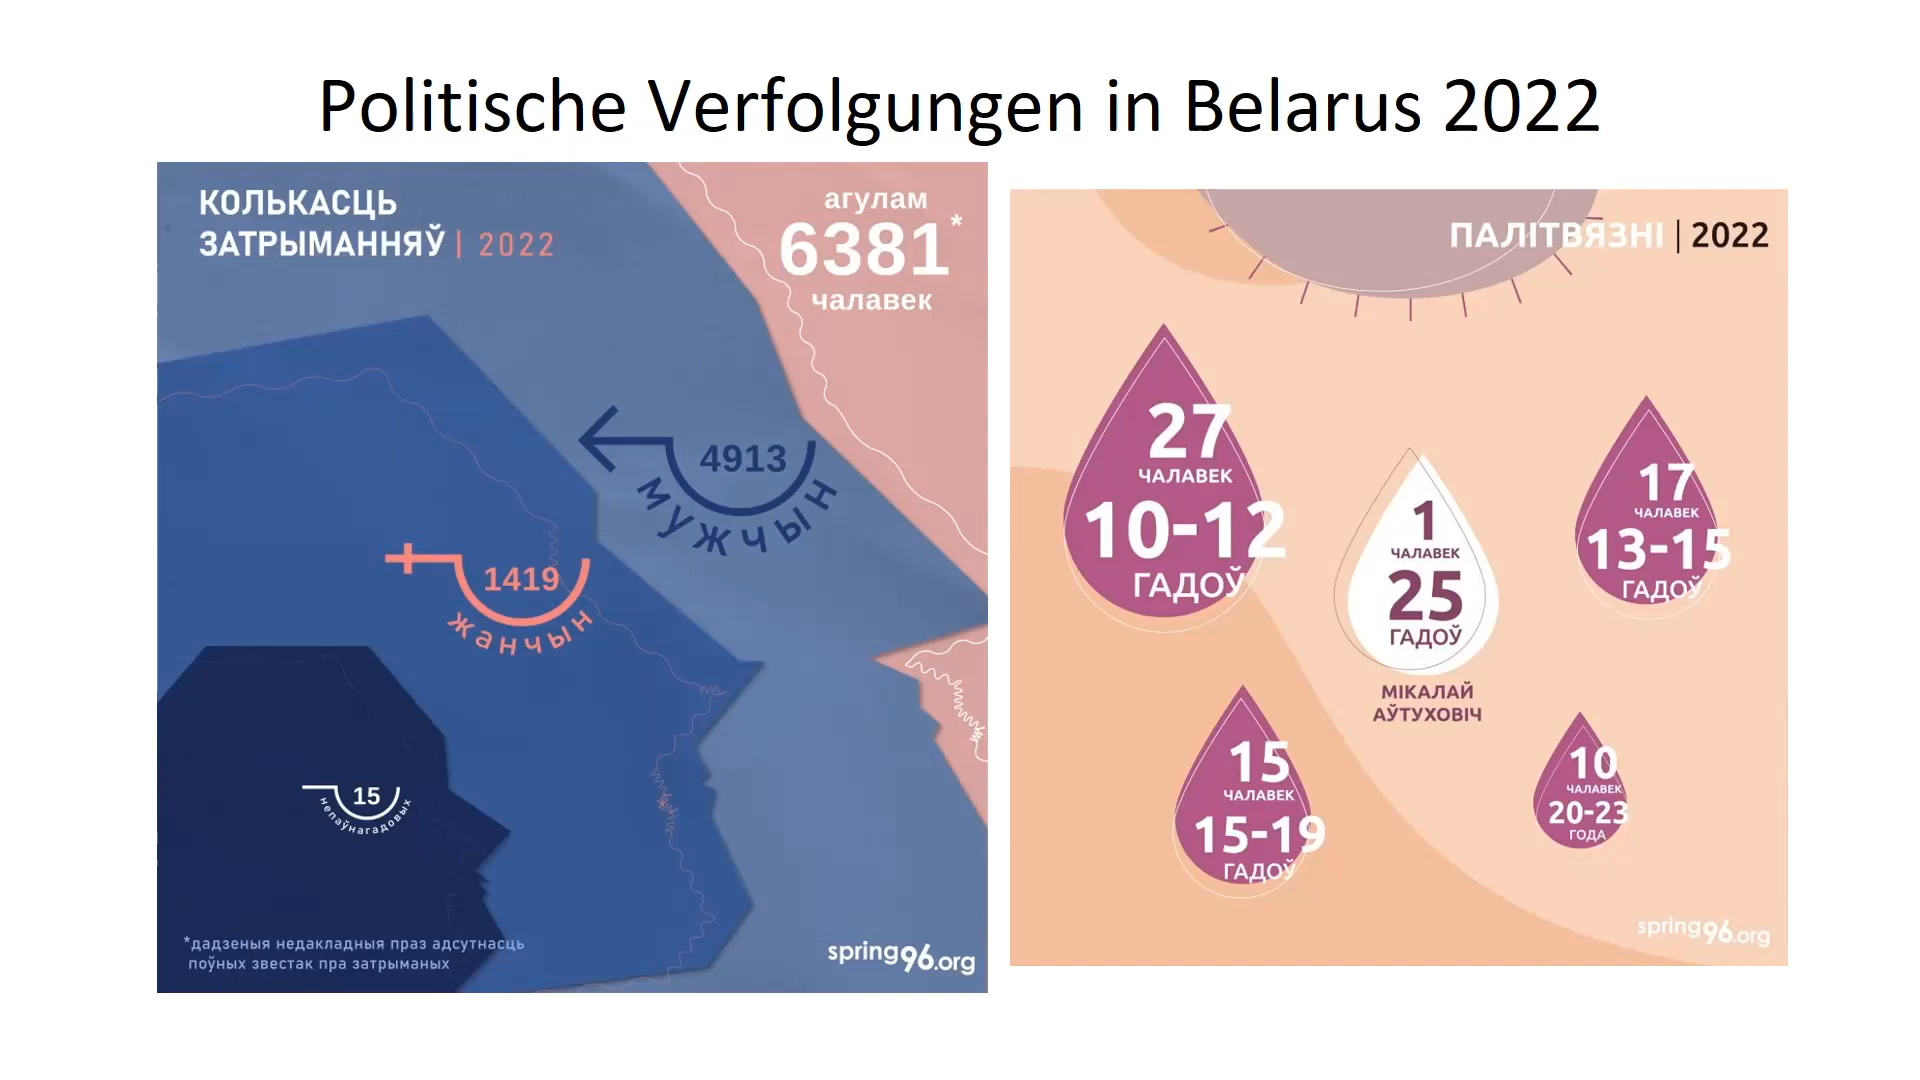 Politische Verfolgungen in Belarus 2022
КОЛЬКАСЦЬ
ЗАТРЫМАННЯЎ | 2022
агулам
6381*
чалавек
4913
мужчын
1419
жанчын
15
непаўнагадовых
*дадзеныя недакладныя праз адсутнасць
поўных звестак пра затрыманых
spring96.org
ПАЛІТВЯЗНІ | 2022
27
ЧАЛАВЕК
10-12
ГАДОЎ
1
ЧАЛАВЕК
25
ГАДОЎ
МІКАЛАЙ
АЎТУХОВІЧ
17
ЧАЛАВЕК
13-15
ГАДОЎ
15
ЧАЛАВЕК
15-19
ГАДОЎ
10
ЧАЛАВЕК
20-23
ГОДА
spring96.org